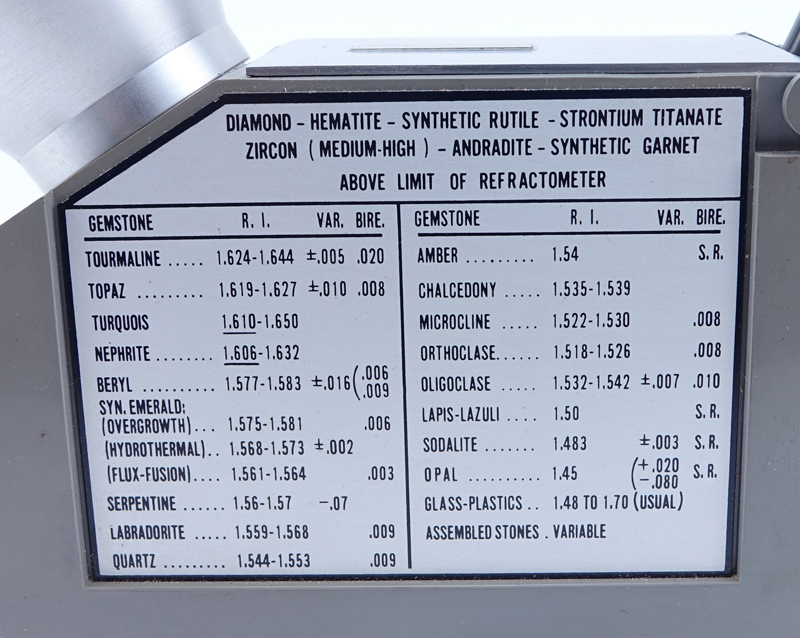 DIAMOND - HEMATITE - SYNTHETIC RUTILE - STRONTIUM TITANATE
ZIRCON ( MEDIUM-HIGH ) - ANDRADITE - SYNTHETIC GARNET
ABOVE LIMIT OF REFRACTOMETER
GEMSTONE R. I. VAR. BIRE.
TOURMALINE ..... 1.624-1.644 ±.005 .020
TOPAZ ......... 1.619-1.627 ±.010 .008
TURQUOIS 1.610-1.650
NEPHRITE ........ 1.606-1.632
BERYL .......... 1.577-1.583 ±.016 (.006
.009
SYN. EMERALD:
(OVERGROWTH)... 1.575-1.581 .006
(HYDROTHERMAL).. 1.568-1.573 ±.002
(FLUX-FUSION).... 1.561-1.564 .003
SERPENTINE ...... 1.56-1.57 -.07
LABRADORITE ..... 1.559-1.568 .009
QUARTZ ......... 1.544-1.553 .009
GEMSTONE R. I. VAR. BIRE.
AMBER ......... 1.54 S.R.
CHALCEDONY ..... 1.535-1.539
MICROCLINE ..... 1.522-1.530 .008
ORTHOCLASE..... 1.518-1.526 .008
OLIGOCLASE..... 1.532-1.542 ±.007 .010
LAPIS-LAZULI .... 1.50 S.R.
SODALITE ....... 1.483 ±.003 S.R.
OPAL .......... 1.45 (+.020 S.R.
-.080
GLASS-PLASTICS .. 1.48 TO 1.70 (USUAL)
ASSEMBLED STONES . VARIABLE